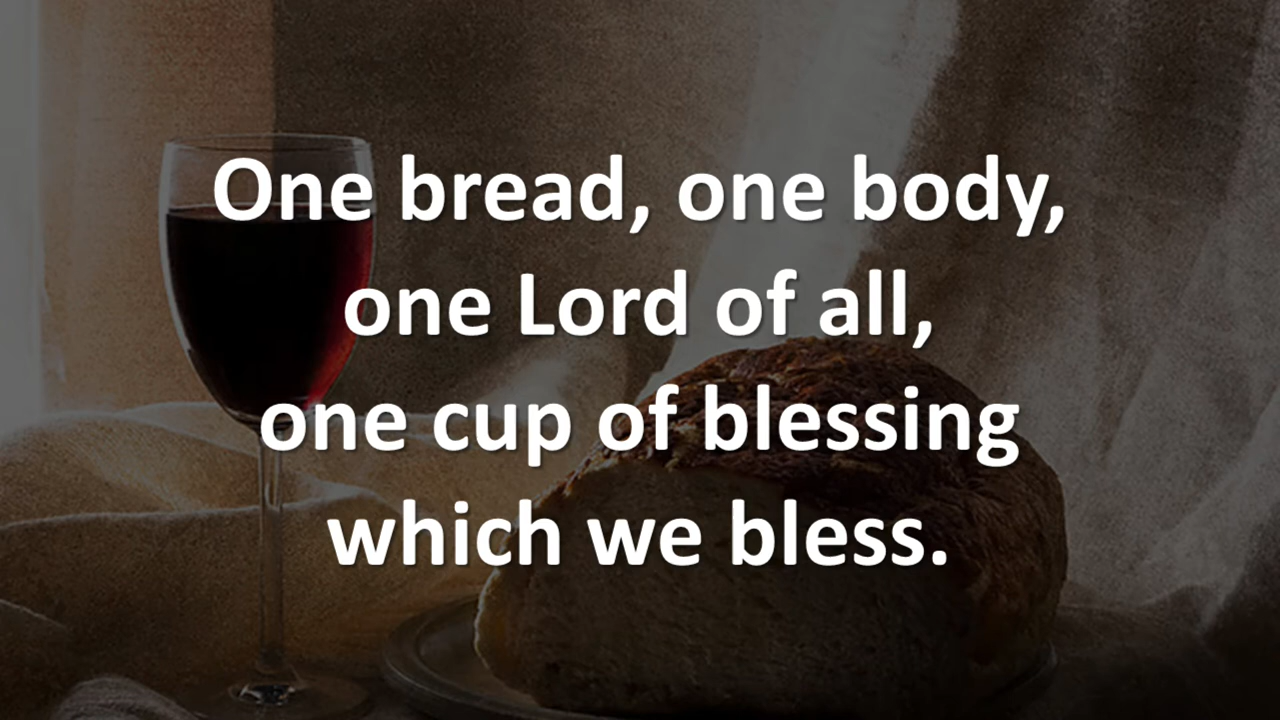 One bread, one body,
one Lord of all,
one cup of blessing
which we bless.